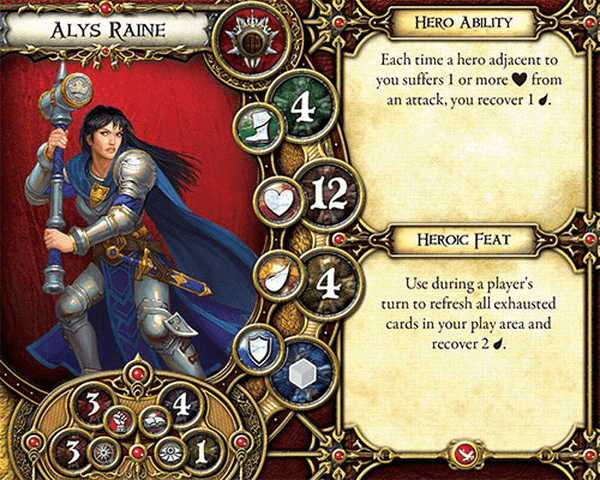 Alys Raine
4
12
4
3 4
3 1
Hero Ability
Each time a hero adjacent to
you suffers 1 or more from
an attack, you recover 1 .
Heroic Feat
Use during a player's
turn to refresh all exhausted
cards in your play area and
recover 2 .